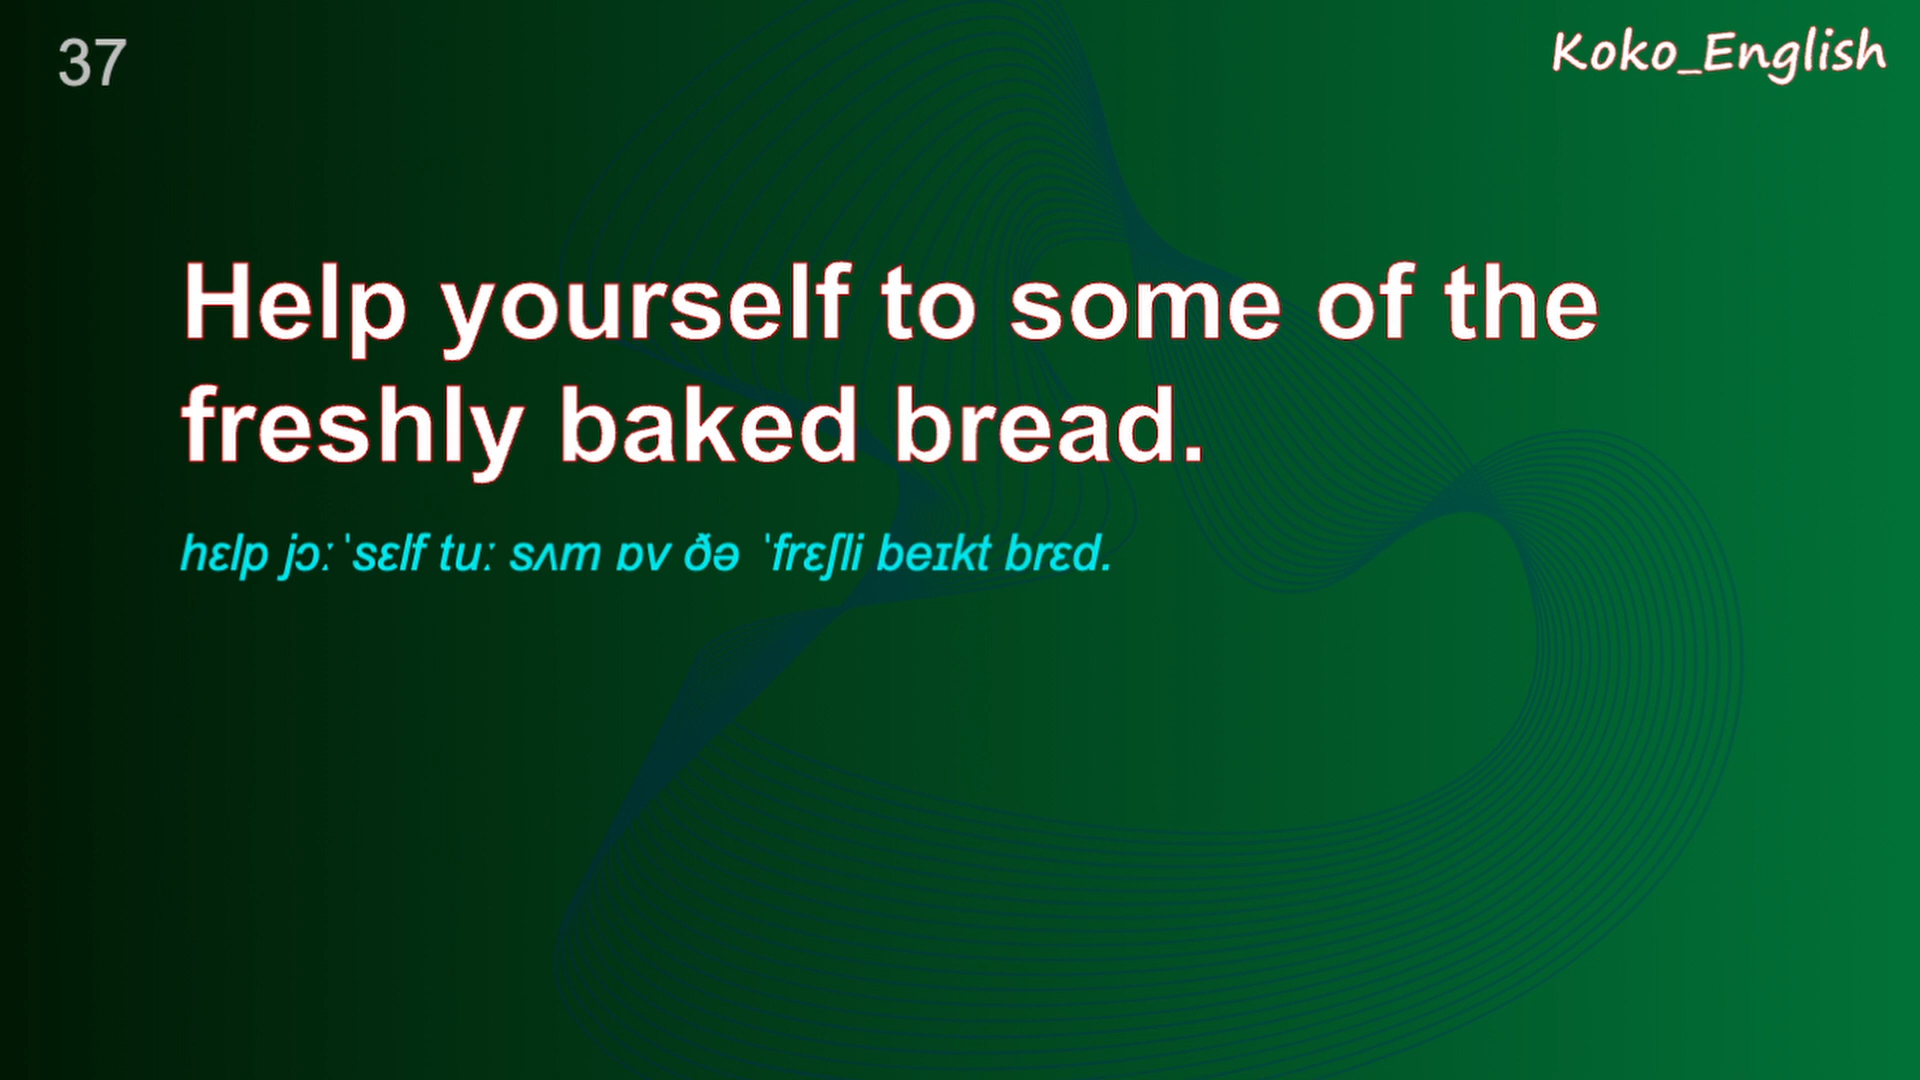 37
Koko_English
Help yourself to some of the
freshly baked bread.
hɛlp jɔːˈsɛlf tuː sʌm ɒv ðə ˈfrɛʃli beɪkt brɛd.